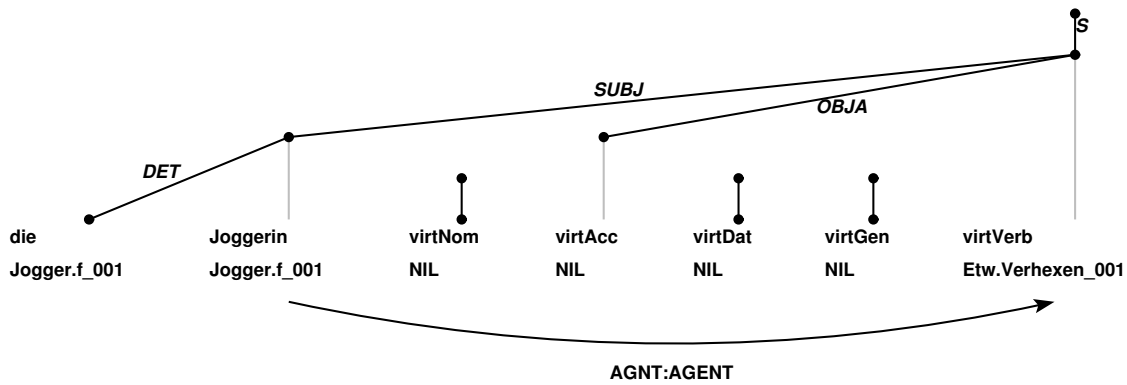 S
SUBJ
OBJA
DET
die Joggerin virtNom virtAcc virtDat virtGen virtVerb
Jogger.f_001 Jogger.f_001 NIL NIL NIL NIL Etw.Verhexen_001
AGNT:AGENT